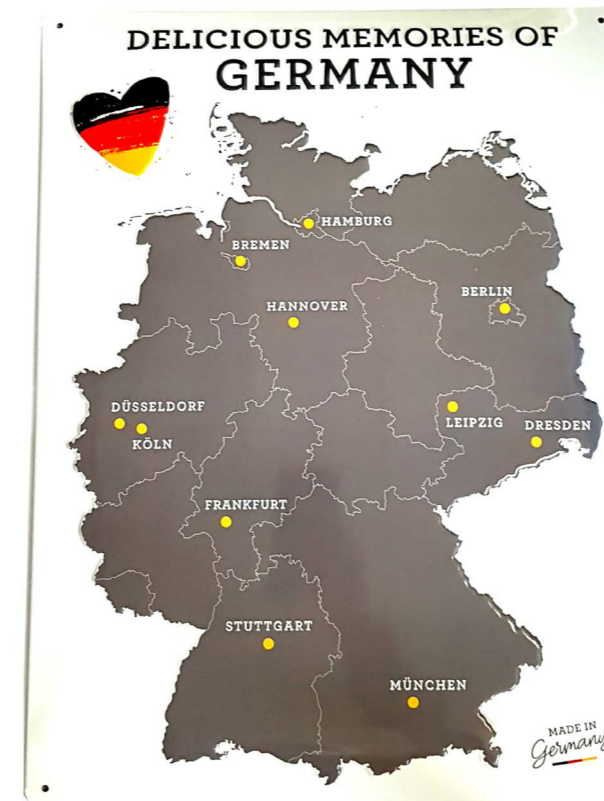 DELICIOUS MEMORIES OF
GERMANY
HAMBURG
BREMEN
BERLIN
HANNOVER
DÜSSELDORF
KÖLN
LEIPZIG
DRESDEN
FRANKFURT
STUTTGART
MÜNCHEN
MADE IN
Germany